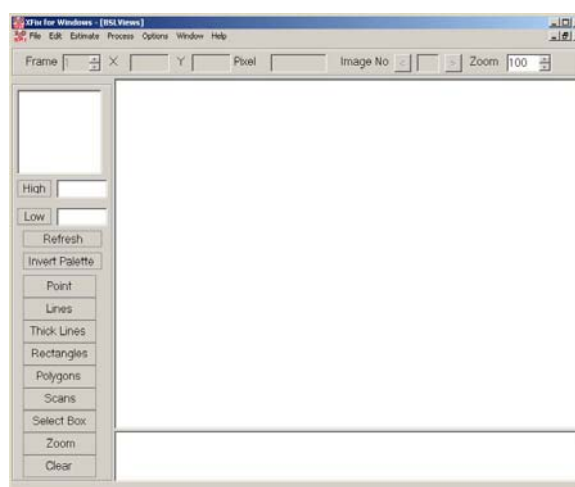 XFix for Windows - [BSLViews]
File Edit Estimate Process Options Window Help
Frame 1 X Y Pixel Image No < > Zoom 100
High
Low
Refresh
Invert Palette
Point
Lines
Thick Lines
Rectangles
Polygons
Scans
Select Box
Zoom
Clear